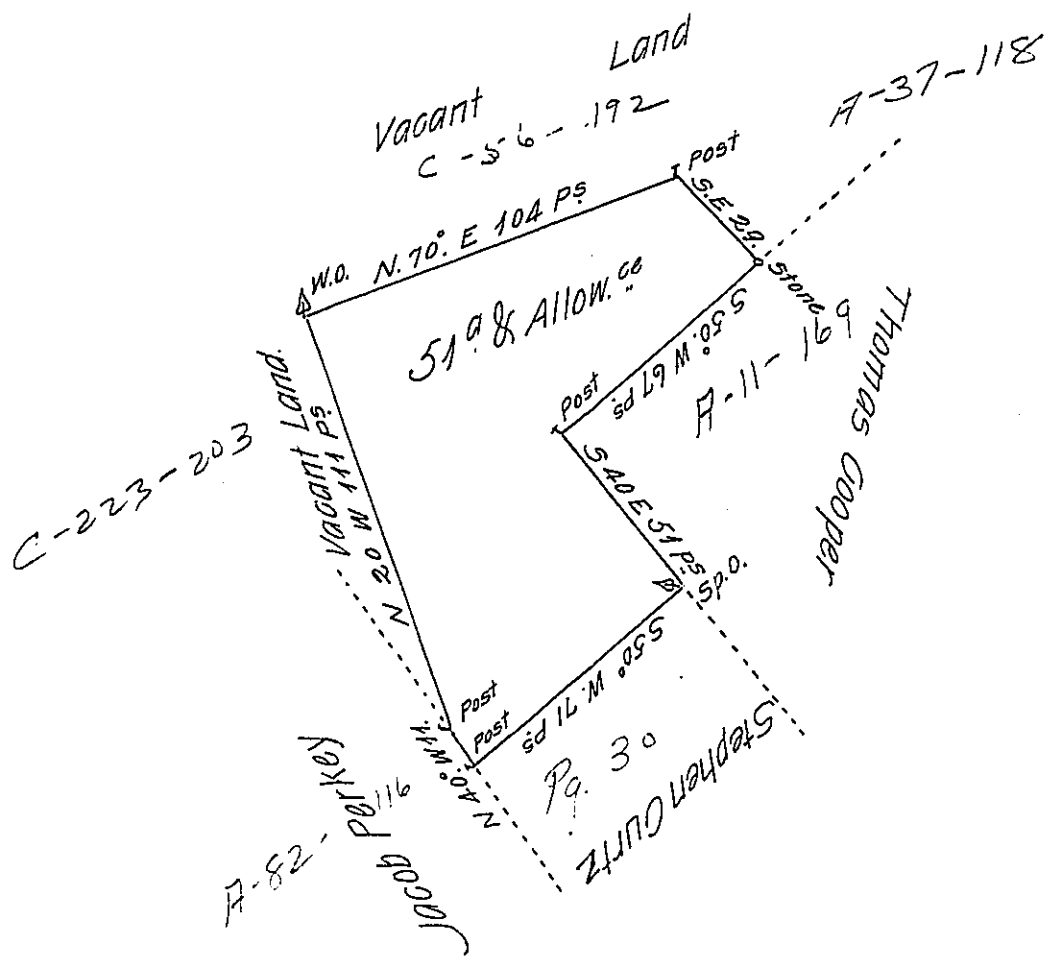 Vacant Land
C-56-192
A-37-118
Post
S.E 29.
Stone
N. 70°. E 104 Ps
W.O.
51a. & Allow.ce
S 50°. W 67 ps
Post
A-11-169
Thomas Cooper
S 40 E 51 Ps
Sp.O.
C-223-203
Vacant Land.
N 20 W 111 Ps
Post
Post
S 50° W. 71 ps
N 40° W 11.
Pg. 30
Stephen Curtz
Jacob Perkey
A-82-116